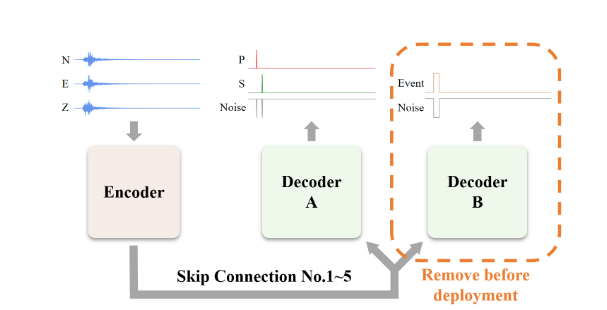 N
E
Z
P
S
Noise
Event
Noise
Encoder
Decoder
A
Decoder
B
Skip Connection No.1~5
Remove before
deployment